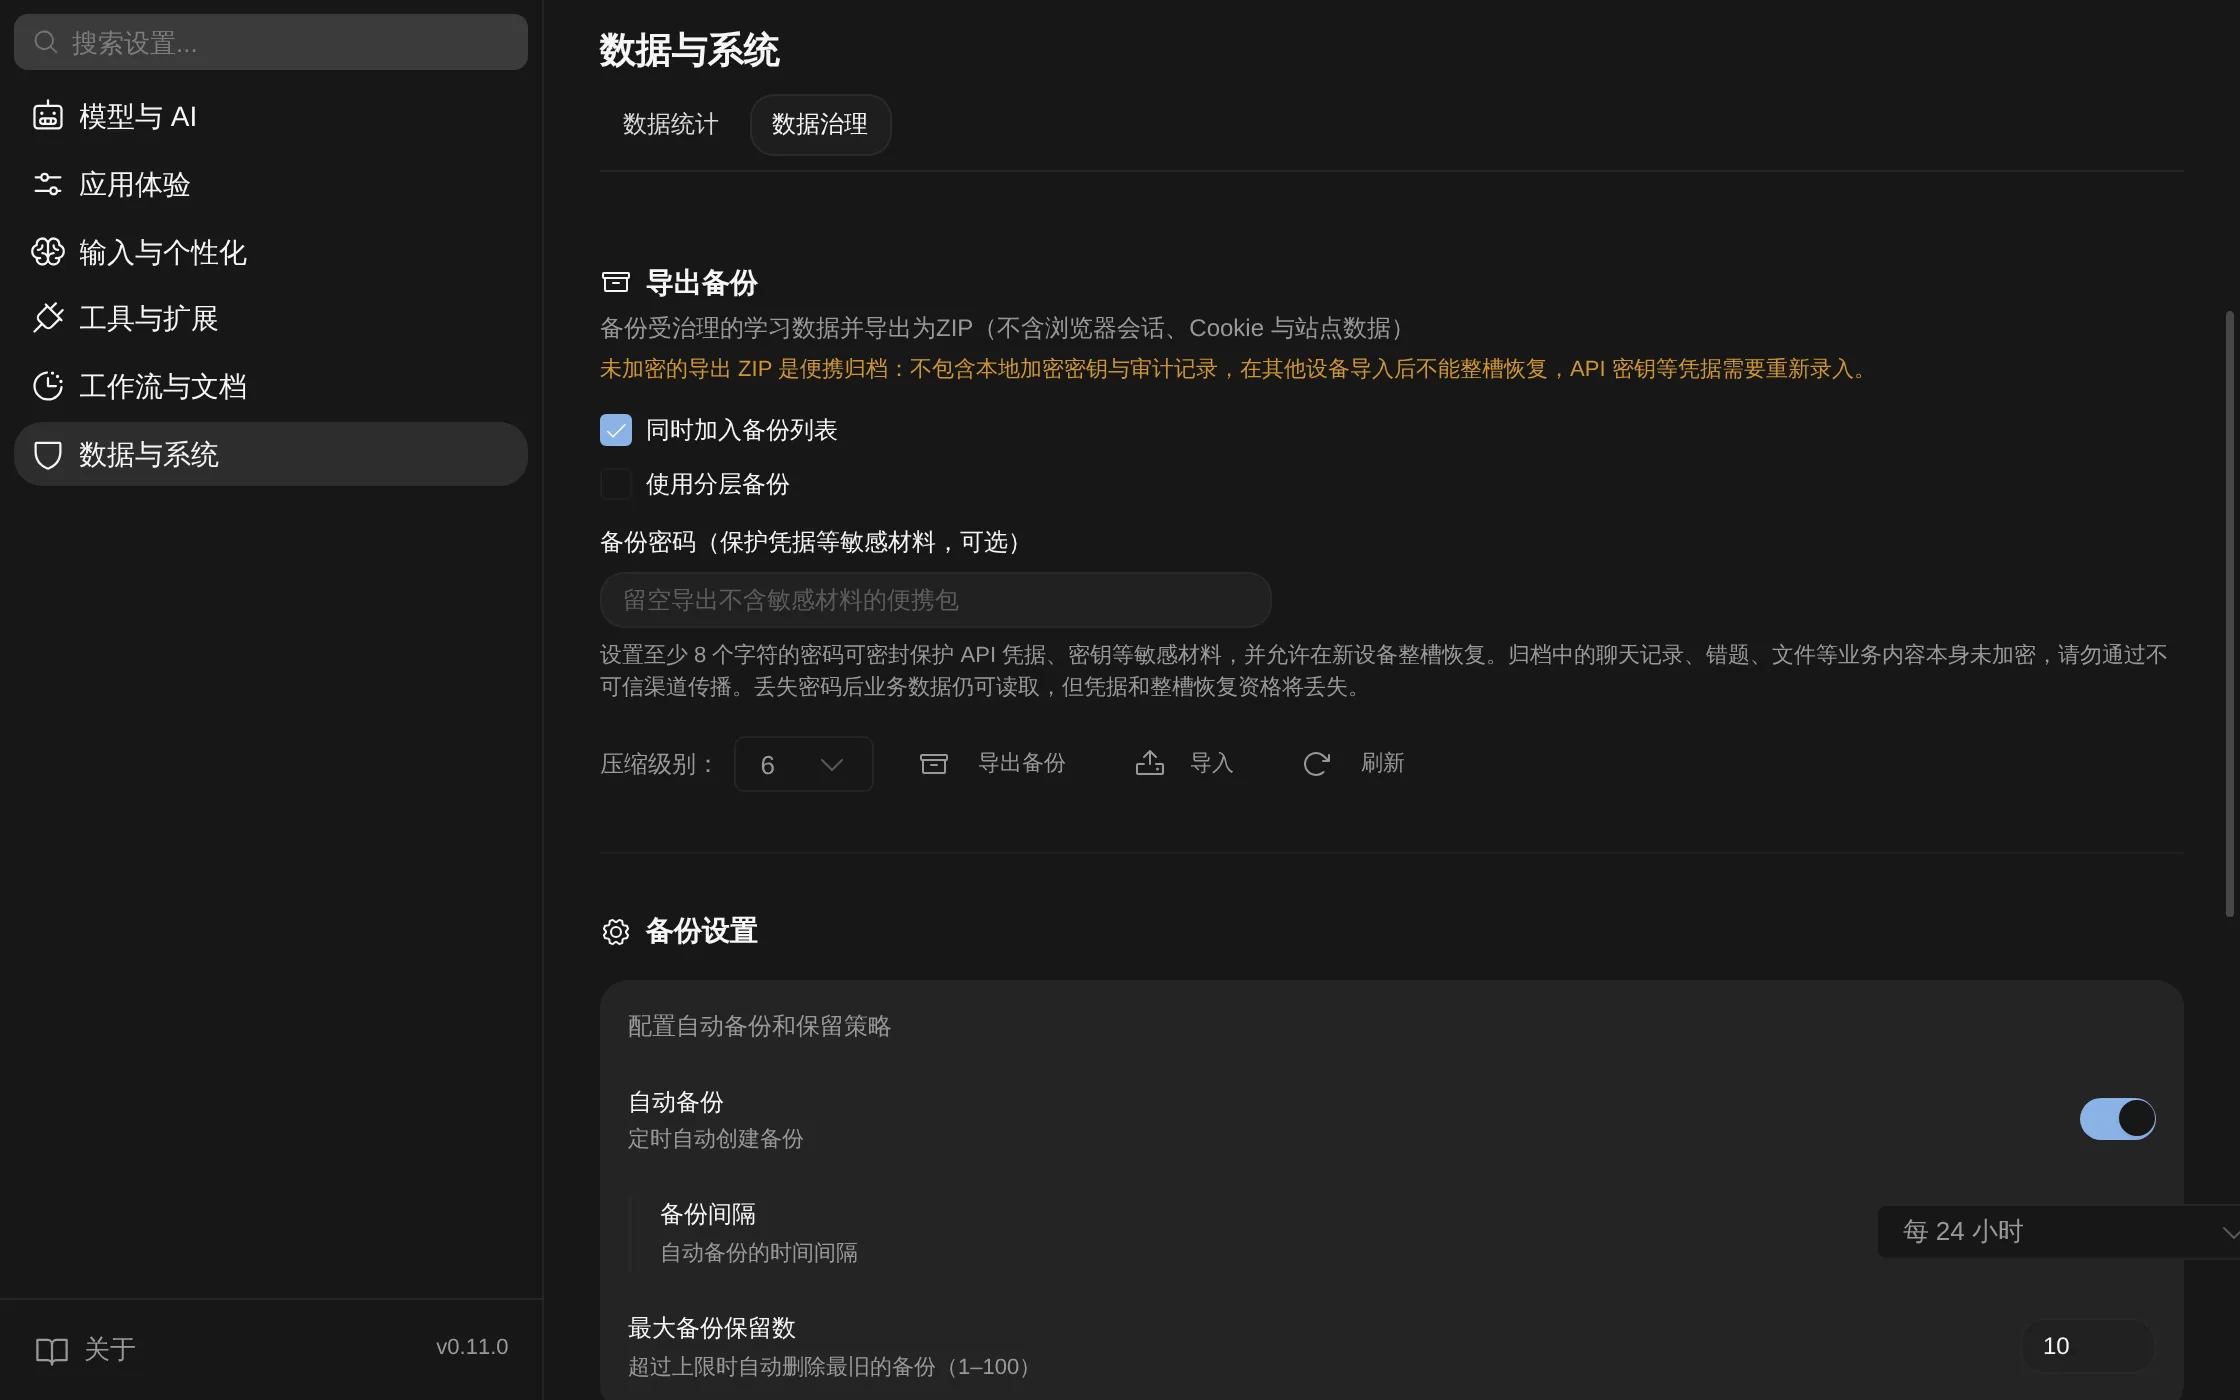 搜索设置...
模型与 AI
应用体验
输入与个性化
工具与扩展
工作流与文档
数据与系统
关于
v0.11.0
数据与系统
数据统计
数据治理
导出备份
备份受治理的学习数据并导出为ZIP（不含浏览器会话、Cookie 与站点数据）
未加密的导出 ZIP 是便携归档：不包含本地加密密钥与审计记录，在其他设备导入后不能整槽恢复，API 密钥等凭据需要重新录入。
同时加入备份列表
使用分层备份
备份密码（保护凭据等敏感材料，可选）
留空导出不含敏感材料的便携包
设置至少 8 个字符的密码可密封保护 API 凭据、密钥等敏感材料，并允许在新设备整槽恢复。归档中的聊天记录、错题、文件等业务内容本身未加密，请勿通过不
可信渠道传播。丢失密码后业务数据仍可读取，但凭据和整槽恢复资格将丢失。
压缩级别：
6
导出备份
导入
刷新
备份设置
配置自动备份和保留策略
自动备份
定时自动创建备份
备份间隔
自动备份的时间间隔
每 24 小时
最大备份保留数
超过上限时自动删除最旧的备份（1–100）
10